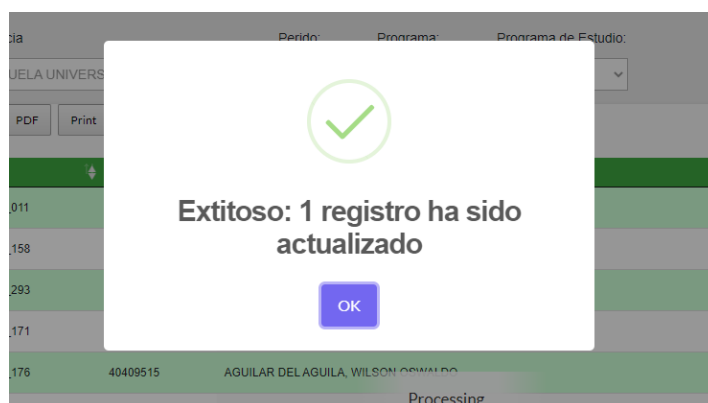 cia Perido: Programa: Programa de Estudio:
UELA UNIVERS
PDF Print
_011
Extitoso: 1 registro ha sido
_158
actualizado
_293
OK
_171
_176 40409515 AGUILAR DEL AGUILA, WILSON OSWALDO
Processing